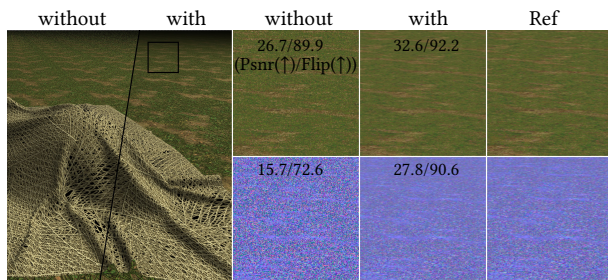 without with without with Ref
26.7/89.9 32.6/92.2
(Psnr(↑)/Flip(↑))
15.7/72.6 27.8/90.6